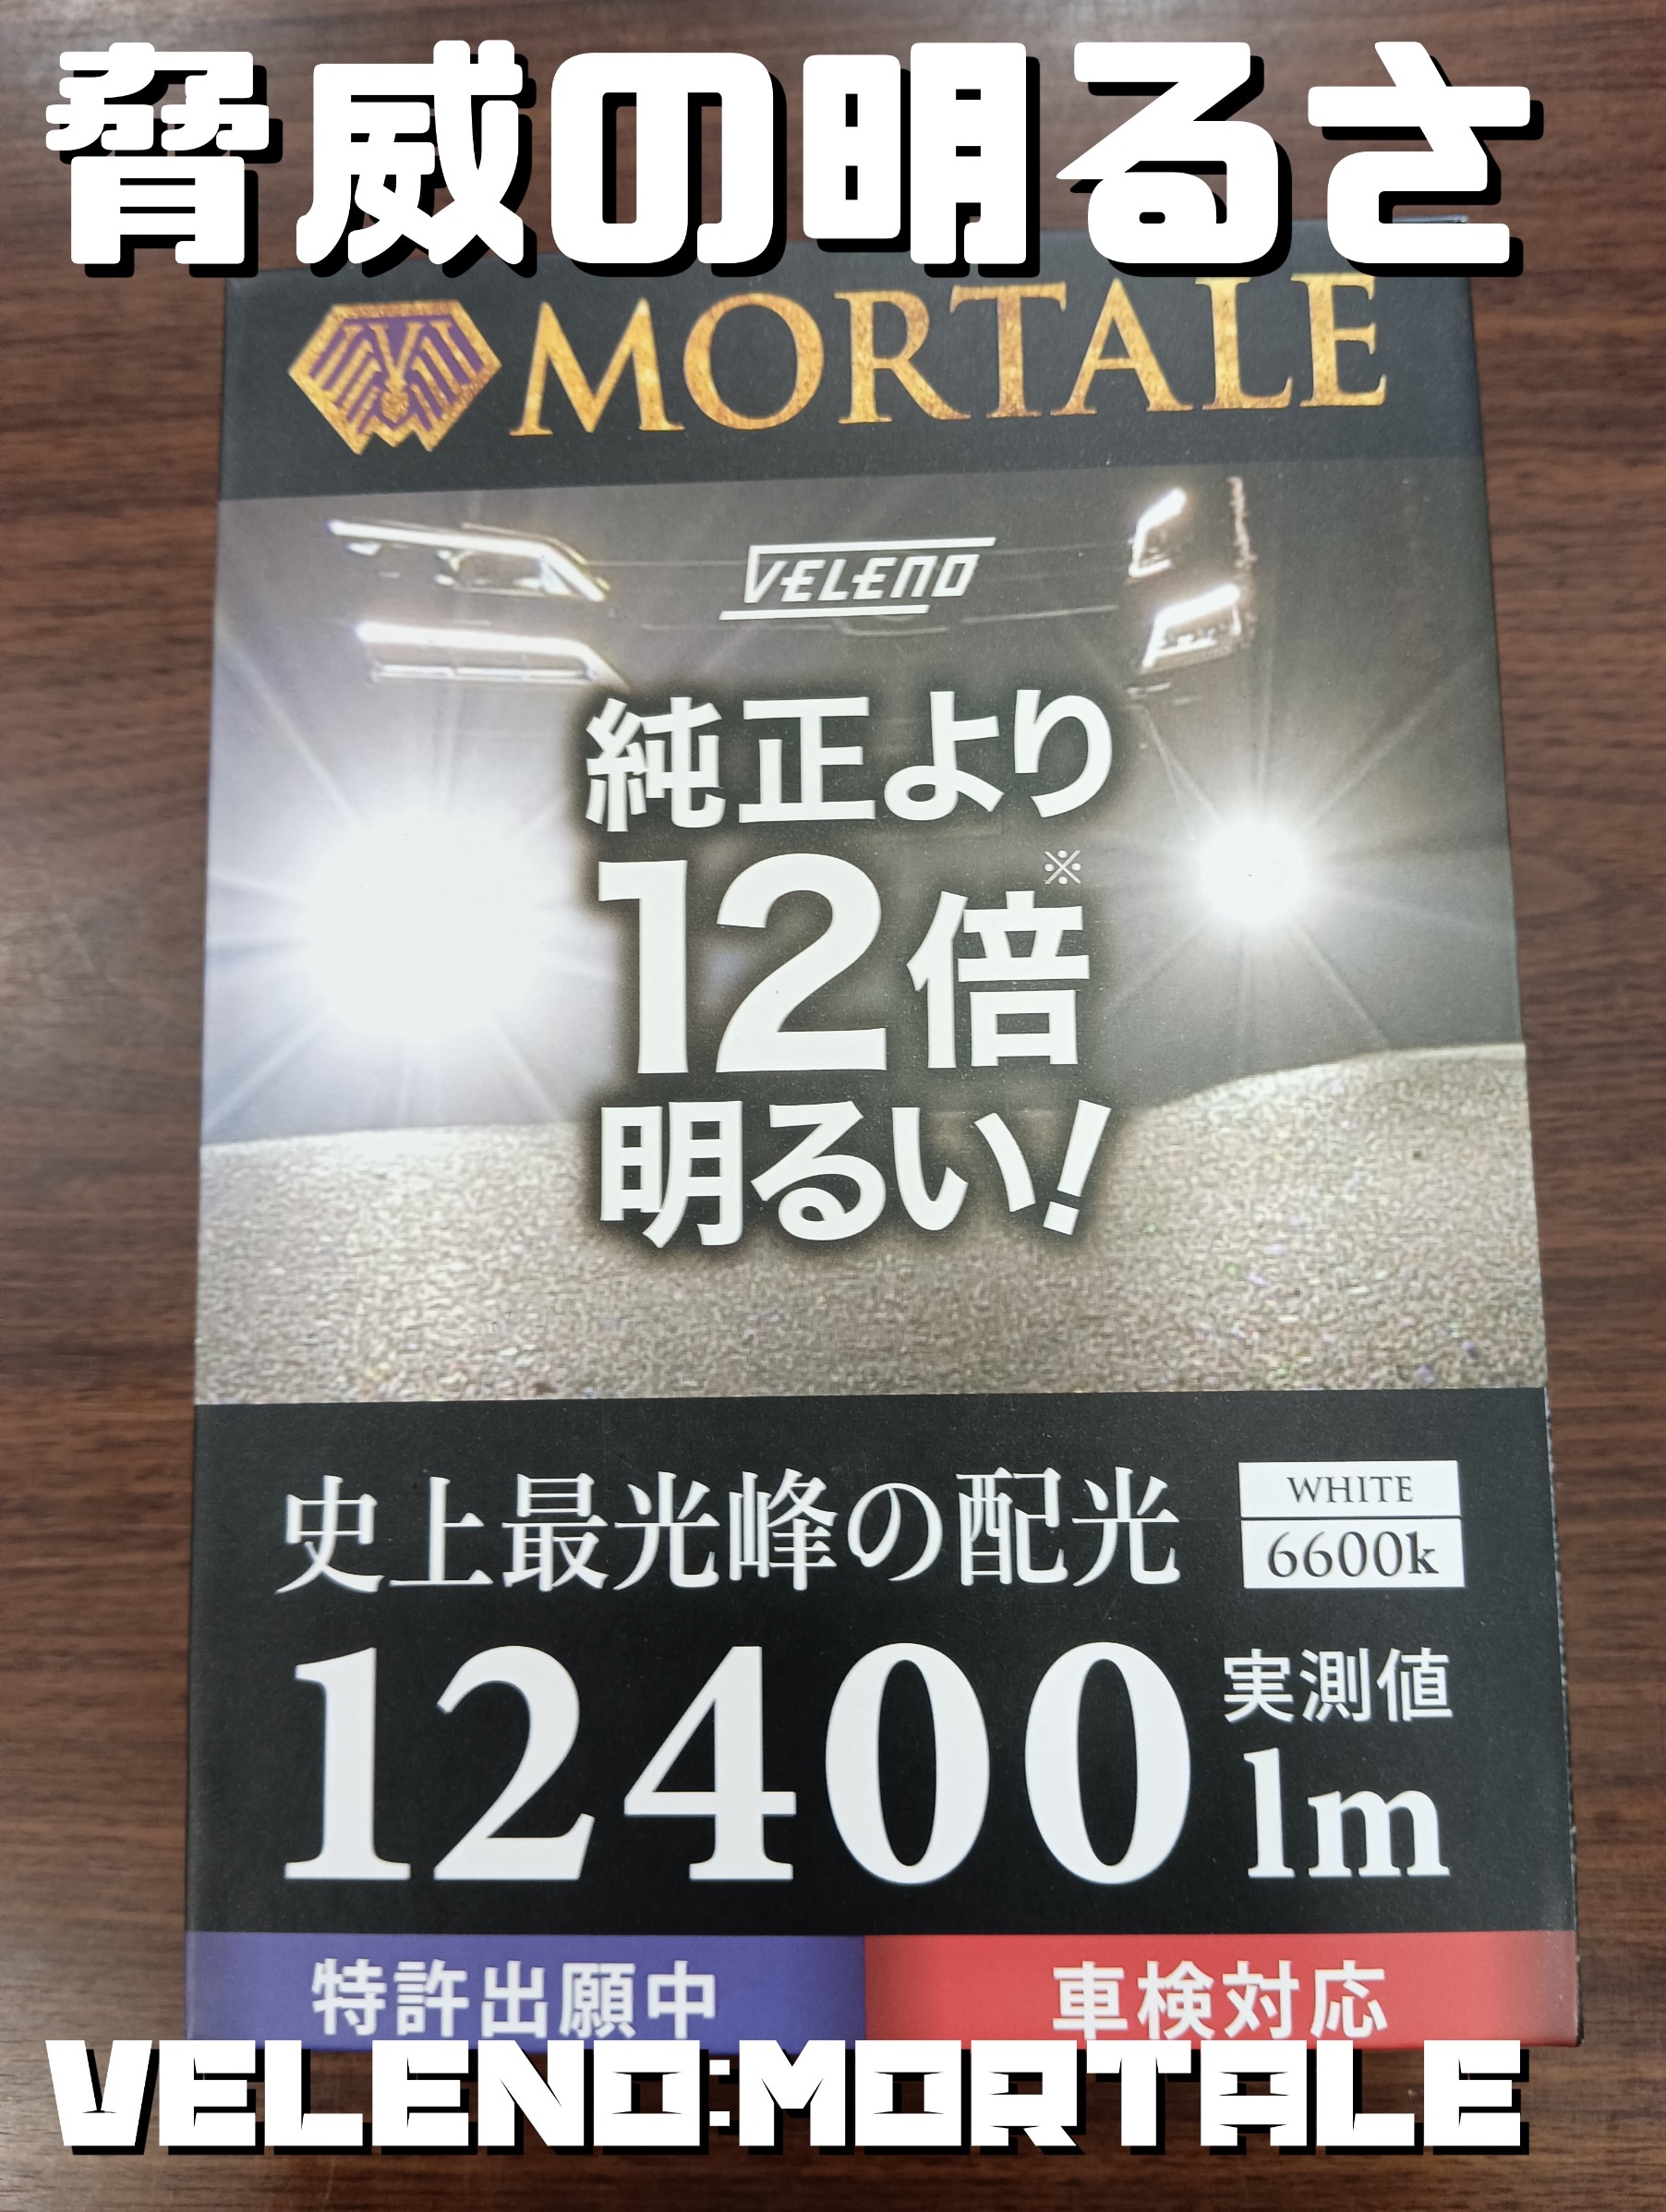 脅威の明るさ
MORTALE
VELENO
純正より
12倍※
明るい!
史上最光峰の配光
WHITE
6600k
12400
実測値
lm
特許出願中
車検対応
VELENO:MORTALE